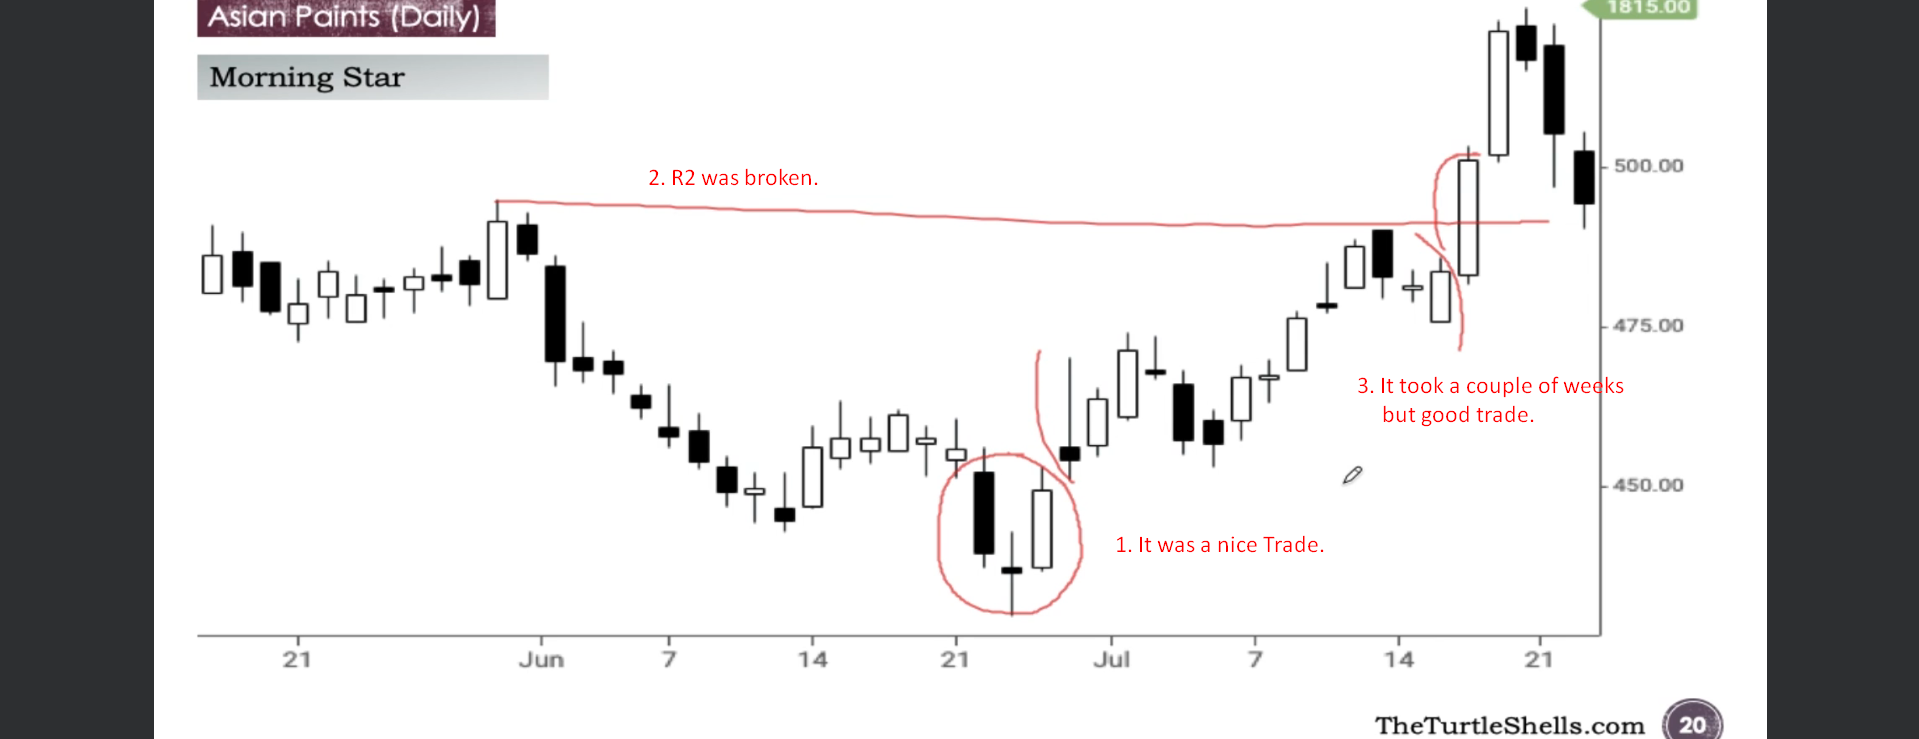 Asian Paints (Daily)
1815.00
Morning Star
2. R2 was broken.
500.00
475.00
3. It took a couple of weeks
but good trade.
450.00
1. It was a nice Trade.
21 Jun 7 14 21 Jul 7 14 21
TheTurtleShells.com 20